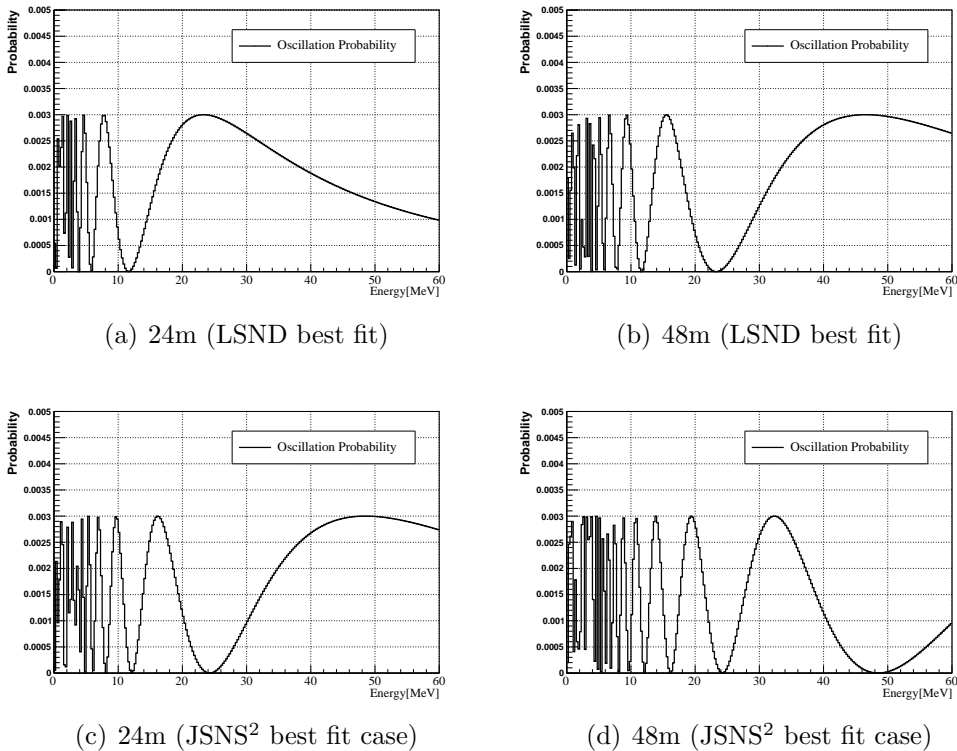 Probability
0.005
0.0045
0.004
0.0035
0.003
0.0025
0.002
0.0015
0.001
0.0005
0
Oscillation Probability
0 10 20 30 40 50 60
Energy[MeV]
(a) 24m (LSND best fit)
Probability
0.005
0.0045
0.004
0.0035
0.003
0.0025
0.002
0.0015
0.001
0.0005
0
Oscillation Probability
0 10 20 30 40 50 60
Energy[MeV]
(b) 48m (LSND best fit)
Probability
0.005
0.0045
0.004
0.0035
0.003
0.0025
0.002
0.0015
0.001
0.0005
0
Oscillation Probability
0 10 20 30 40 50 60
Energy[MeV]
(c) 24m (JSNS² best fit case)
Probability
0.005
0.0045
0.004
0.0035
0.003
0.0025
0.002
0.0015
0.001
0.0005
0
Oscillation Probability
0 10 20 30 40 50 60
Energy[MeV]
(d) 48m (JSNS² best fit case)